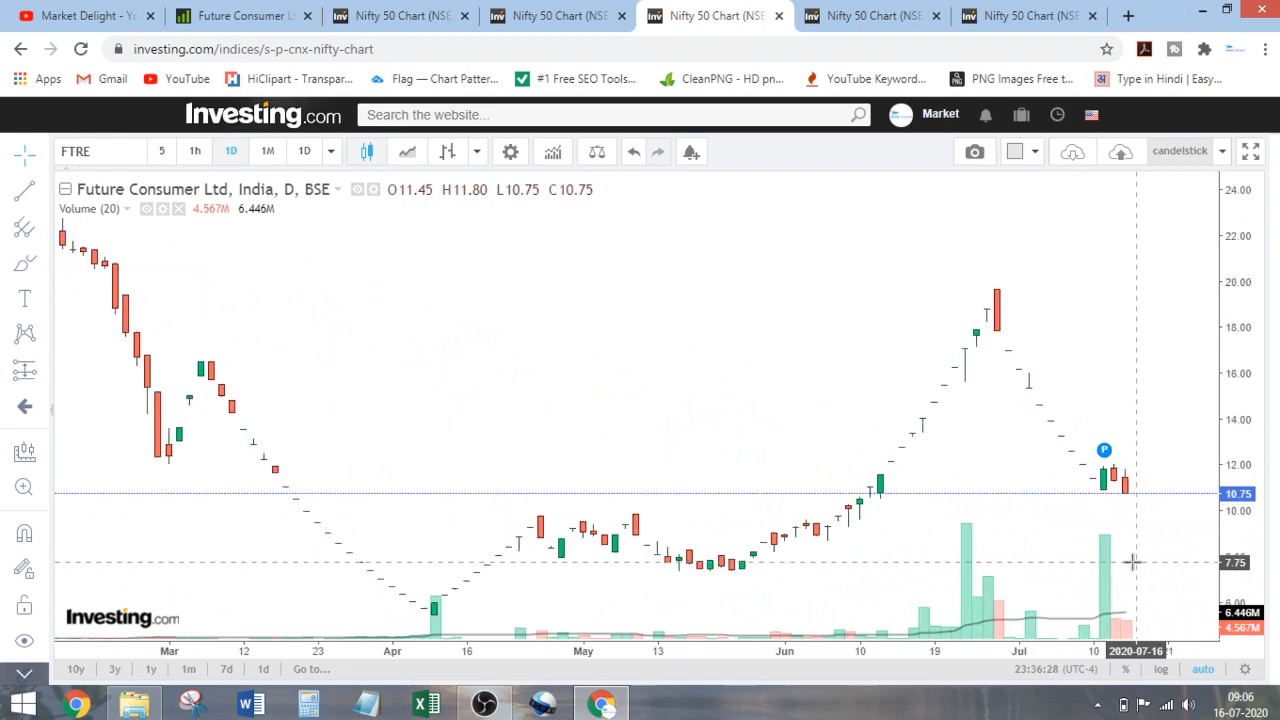 Market Delight - Y
Future Consumer Lt
Nifty 50 Chart (NSE
Nifty 50 Chart (NSE
Nifty 50 Chart (NSE
Nifty 50 Chart (NSE
Nifty 50 Chart (NSE
investing.com/indices/s-p-cnx-nifty-chart
Apps Gmail YouTube HiClipart - Transpar... Flag — Chart Patter... #1 Free SEO Tools... CleanPNG - HD pn... YouTube Keyword... PNG Images Free t... Type in Hindi | Easy...
Investing.com Search the website... Market
FTRE 5 1h 1D 1M 1D candelstick
Future Consumer Ltd, India, D, BSE O11.45 H11.80 L10.75 C10.75
Volume (20) 4.567M 6.446M
24.00
22.00
20.00
18.00
16.00
14.00
P
12.00
10.75
10.00
7.75
6.00
6.446M
4.567M
Investing.com
Mar 12 23 Apr 16 May 13 Jun 10 19 Jul 10 2020-07-16
10y 3y 1y 1m 7d 1d Go to... 23:36:28 (UTC-4) % log auto
09:06
16-07-2020